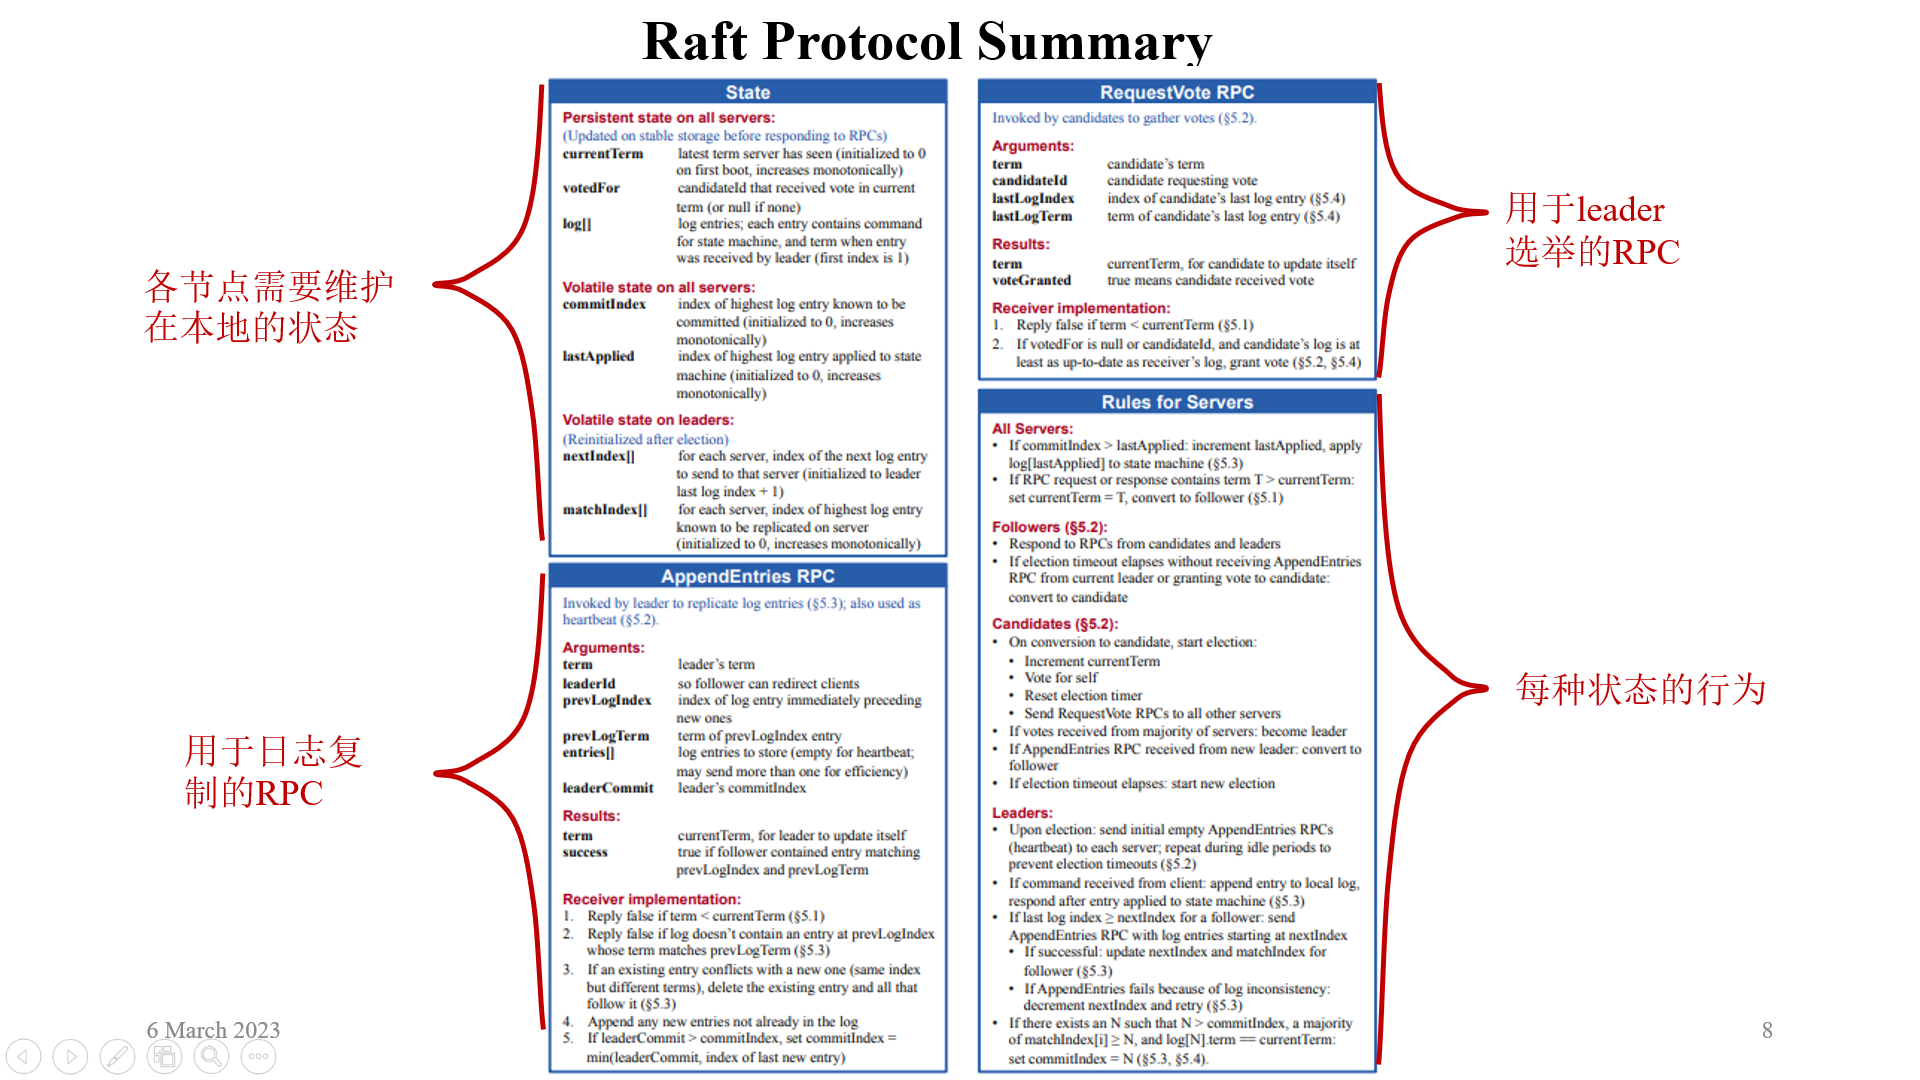 Raft Protocol Summary
各节点需要维护
在本地的状态
State
Persistent state on all servers:
(Updated on stable storage before responding to RPCs)
currentTerm latest term server has seen (initialized to 0
on first boot, increases monotonically)
votedFor candidateId that received vote in current
term (or null if none)
log[] log entries; each entry contains command
for state machine, and term when entry
was received by leader (first index is 1)
Volatile state on all servers:
commitIndex index of highest log entry known to be
committed (initialized to 0, increases
monotonically)
lastApplied index of highest log entry applied to state
machine (initialized to 0, increases
monotonically)
Volatile state on leaders:
(Reinitialized after election)
nextIndex[] for each server, index of the next log entry
to send to that server (initialized to leader
last log index + 1)
matchIndex[] for each server, index of highest log entry
known to be replicated on server
(initialized to 0, increases monotonically)
用于日志复
制的RPC
AppendEntries RPC
Invoked by leader to replicate log entries (§5.3); also used as
heartbeat (§5.2).
Arguments:
term leader's term
leaderId so follower can redirect clients
prevLogIndex index of log entry immediately preceding
new ones
prevLogTerm term of prevLogIndex entry
entries[] log entries to store (empty for heartbeat;
may send more than one for efficiency)
leaderCommit leader's commitIndex
Results:
term currentTerm, for leader to update itself
success true if follower contained entry matching
prevLogIndex and prevLogTerm
Receiver implementation:
1. Reply false if term < currentTerm (§5.1)
2. Reply false if log doesn't contain an entry at prevLogIndex
whose term matches prevLogTerm (§5.3)
3. If an existing entry conflicts with a new one (same index
but different terms), delete the existing entry and all that
follow it (§5.3)
4. Append any new entries not already in the log
5. If leaderCommit > commitIndex, set commitIndex =
min(leaderCommit, index of last new entry)
RequestVote RPC
Invoked by candidates to gather votes (§5.2).
Arguments:
term candidate's term
candidateId candidate requesting vote
lastLogIndex index of candidate's last log entry (§5.4)
lastLogTerm term of candidate's last log entry (§5.4)
Results:
term currentTerm, for candidate to update itself
voteGranted true means candidate received vote
Receiver implementation:
1. Reply false if term < currentTerm (§5.1)
2. If votedFor is null or candidateId, and candidate's log is at
least as up-to-date as receiver's log, grant vote (§5.2, §5.4)
用于leader
选举的RPC
Rules for Servers
All Servers:
• If commitIndex > lastApplied: increment lastApplied, apply
log[lastApplied] to state machine (§5.3)
• If RPC request or response contains term T > currentTerm:
set currentTerm = T, convert to follower (§5.1)
Followers (§5.2):
• Respond to RPCs from candidates and leaders
• If election timeout elapses without receiving AppendEntries
RPC from current leader or granting vote to candidate:
convert to candidate
Candidates (§5.2):
• On conversion to candidate, start election:
• Increment currentTerm
• Vote for self
• Reset election timer
• Send RequestVote RPCs to all other servers
• If votes received from majority of servers: become leader
• If AppendEntries RPC received from new leader: convert to
follower
• If election timeout elapses: start new election
Leaders:
• Upon election: send initial empty AppendEntries RPCs
(heartbeat) to each server; repeat during idle periods to
prevent election timeouts (§5.2)
• If command received from client: append entry to local log,
respond after entry applied to state machine (§5.3)
• If last log index ≥ nextIndex for a follower: send
AppendEntries RPC with log entries starting at nextIndex
• If successful: update nextIndex and matchIndex for
follower (§5.3)
• If AppendEntries fails because of log inconsistency:
decrement nextIndex and retry (§5.3)
• If there exists an N such that N > commitIndex, a majority
of matchIndex[i] ≥ N, and log[N].term == currentTerm:
set commitIndex = N (§5.3, §5.4).
每种状态的行为
6 March 2023
8